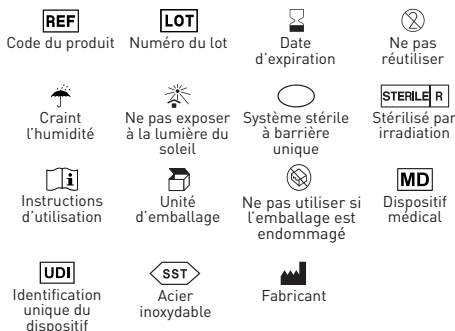 REF
LOT
Code du produit
Numéro du lot
Date
d'expiration
Ne pas
réutiliser
2
Craint
l'humidité
Ne pas exposer
à la lumière du
soleil
Système stérile
à barrière
unique
STERILE R
Stérilisé par
irradiation
i
Instructions
d'utilisation
Unité
d'emballage
Ne pas utiliser si
l'emballage est
endommagé
MD
Dispositif
médical
UDI
Identification
unique du
dispositif
SST
Acier
inoxydable
Fabricant